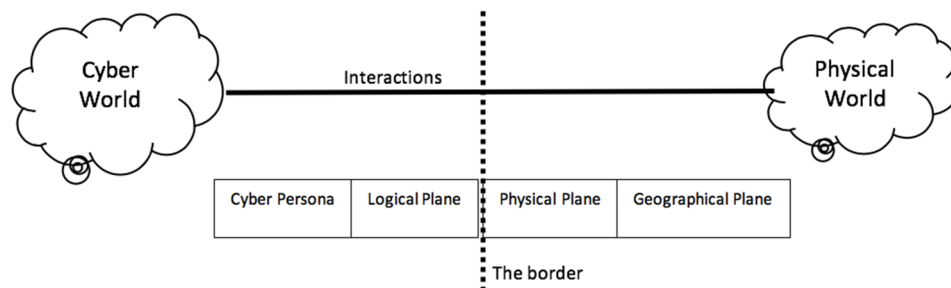 Cyber
World
Interactions
Physical
World
Cyber Persona
Logical Plane
Physical Plane
Geographical Plane
The border